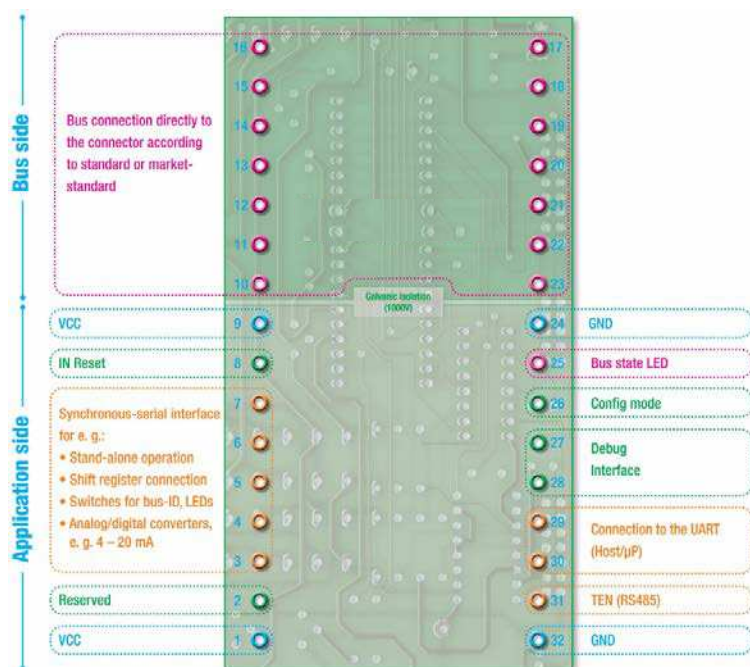 Bus side
Application side
Bus connection directly to
the connector according
to standard or market-
standard
16
15
14
13
12
11
10
17
18
19
20
21
22
23
Galvanic isolation
(1000V)
VCC
9
24
GND
IN Reset
8
25
Bus state LED
Synchronous-serial interface
for e. g.:
• Stand-alone operation
• Shift register connection
• Switches for bus-ID, LEDs
• Analog/digital converters,
e. g. 4 – 20 mA
7
6
5
4
3
26
Config mode
27
28
Debug
Interface
29
30
Connection to the UART
(Host/µP)
Reserved
2
31
TEN (RS485)
VCC
1
32
GND